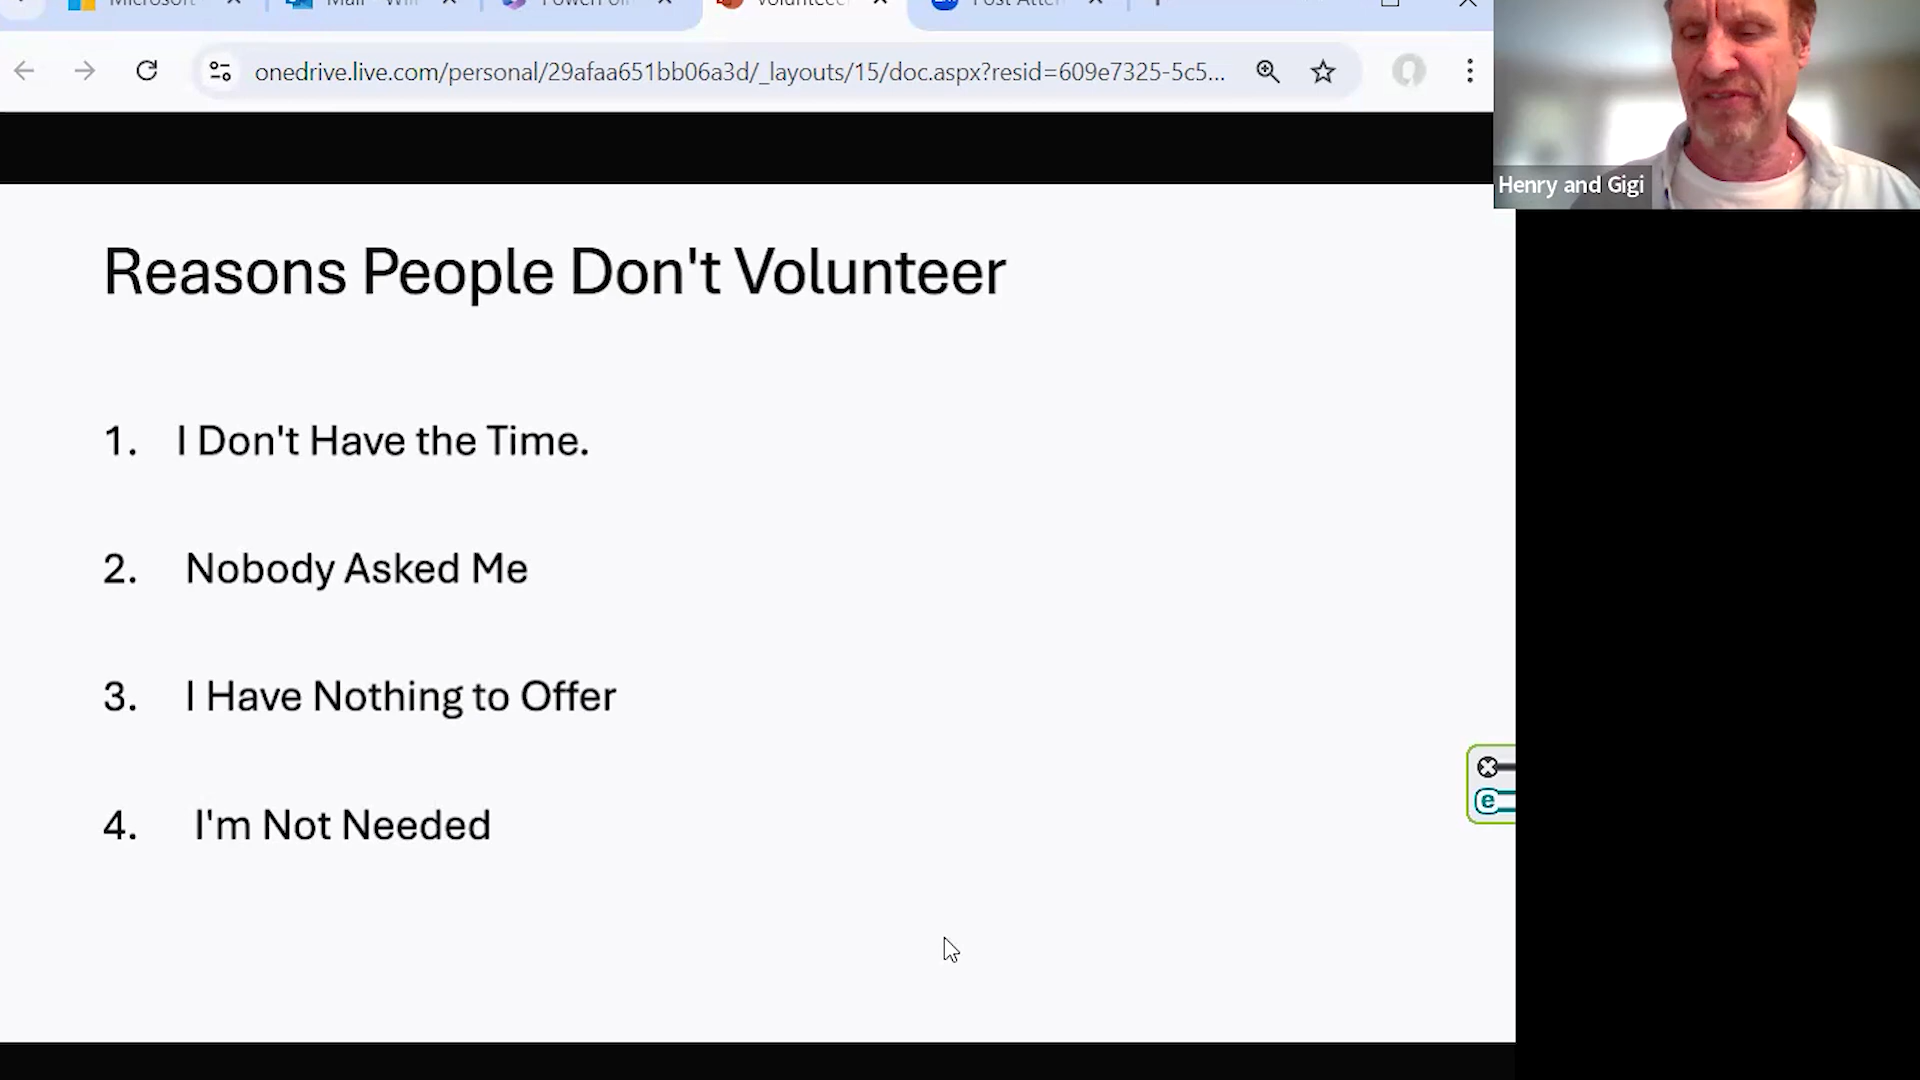 onedrive.live.com/personal/29afaa651bb06a3d/_layouts/15/doc.aspx?resid=609e7325-5c5...
Henry and Gigi
Reasons People Don't Volunteer
1. I Don't Have the Time.
2. Nobody Asked Me
3. I Have Nothing to Offer
4. I'm Not Needed